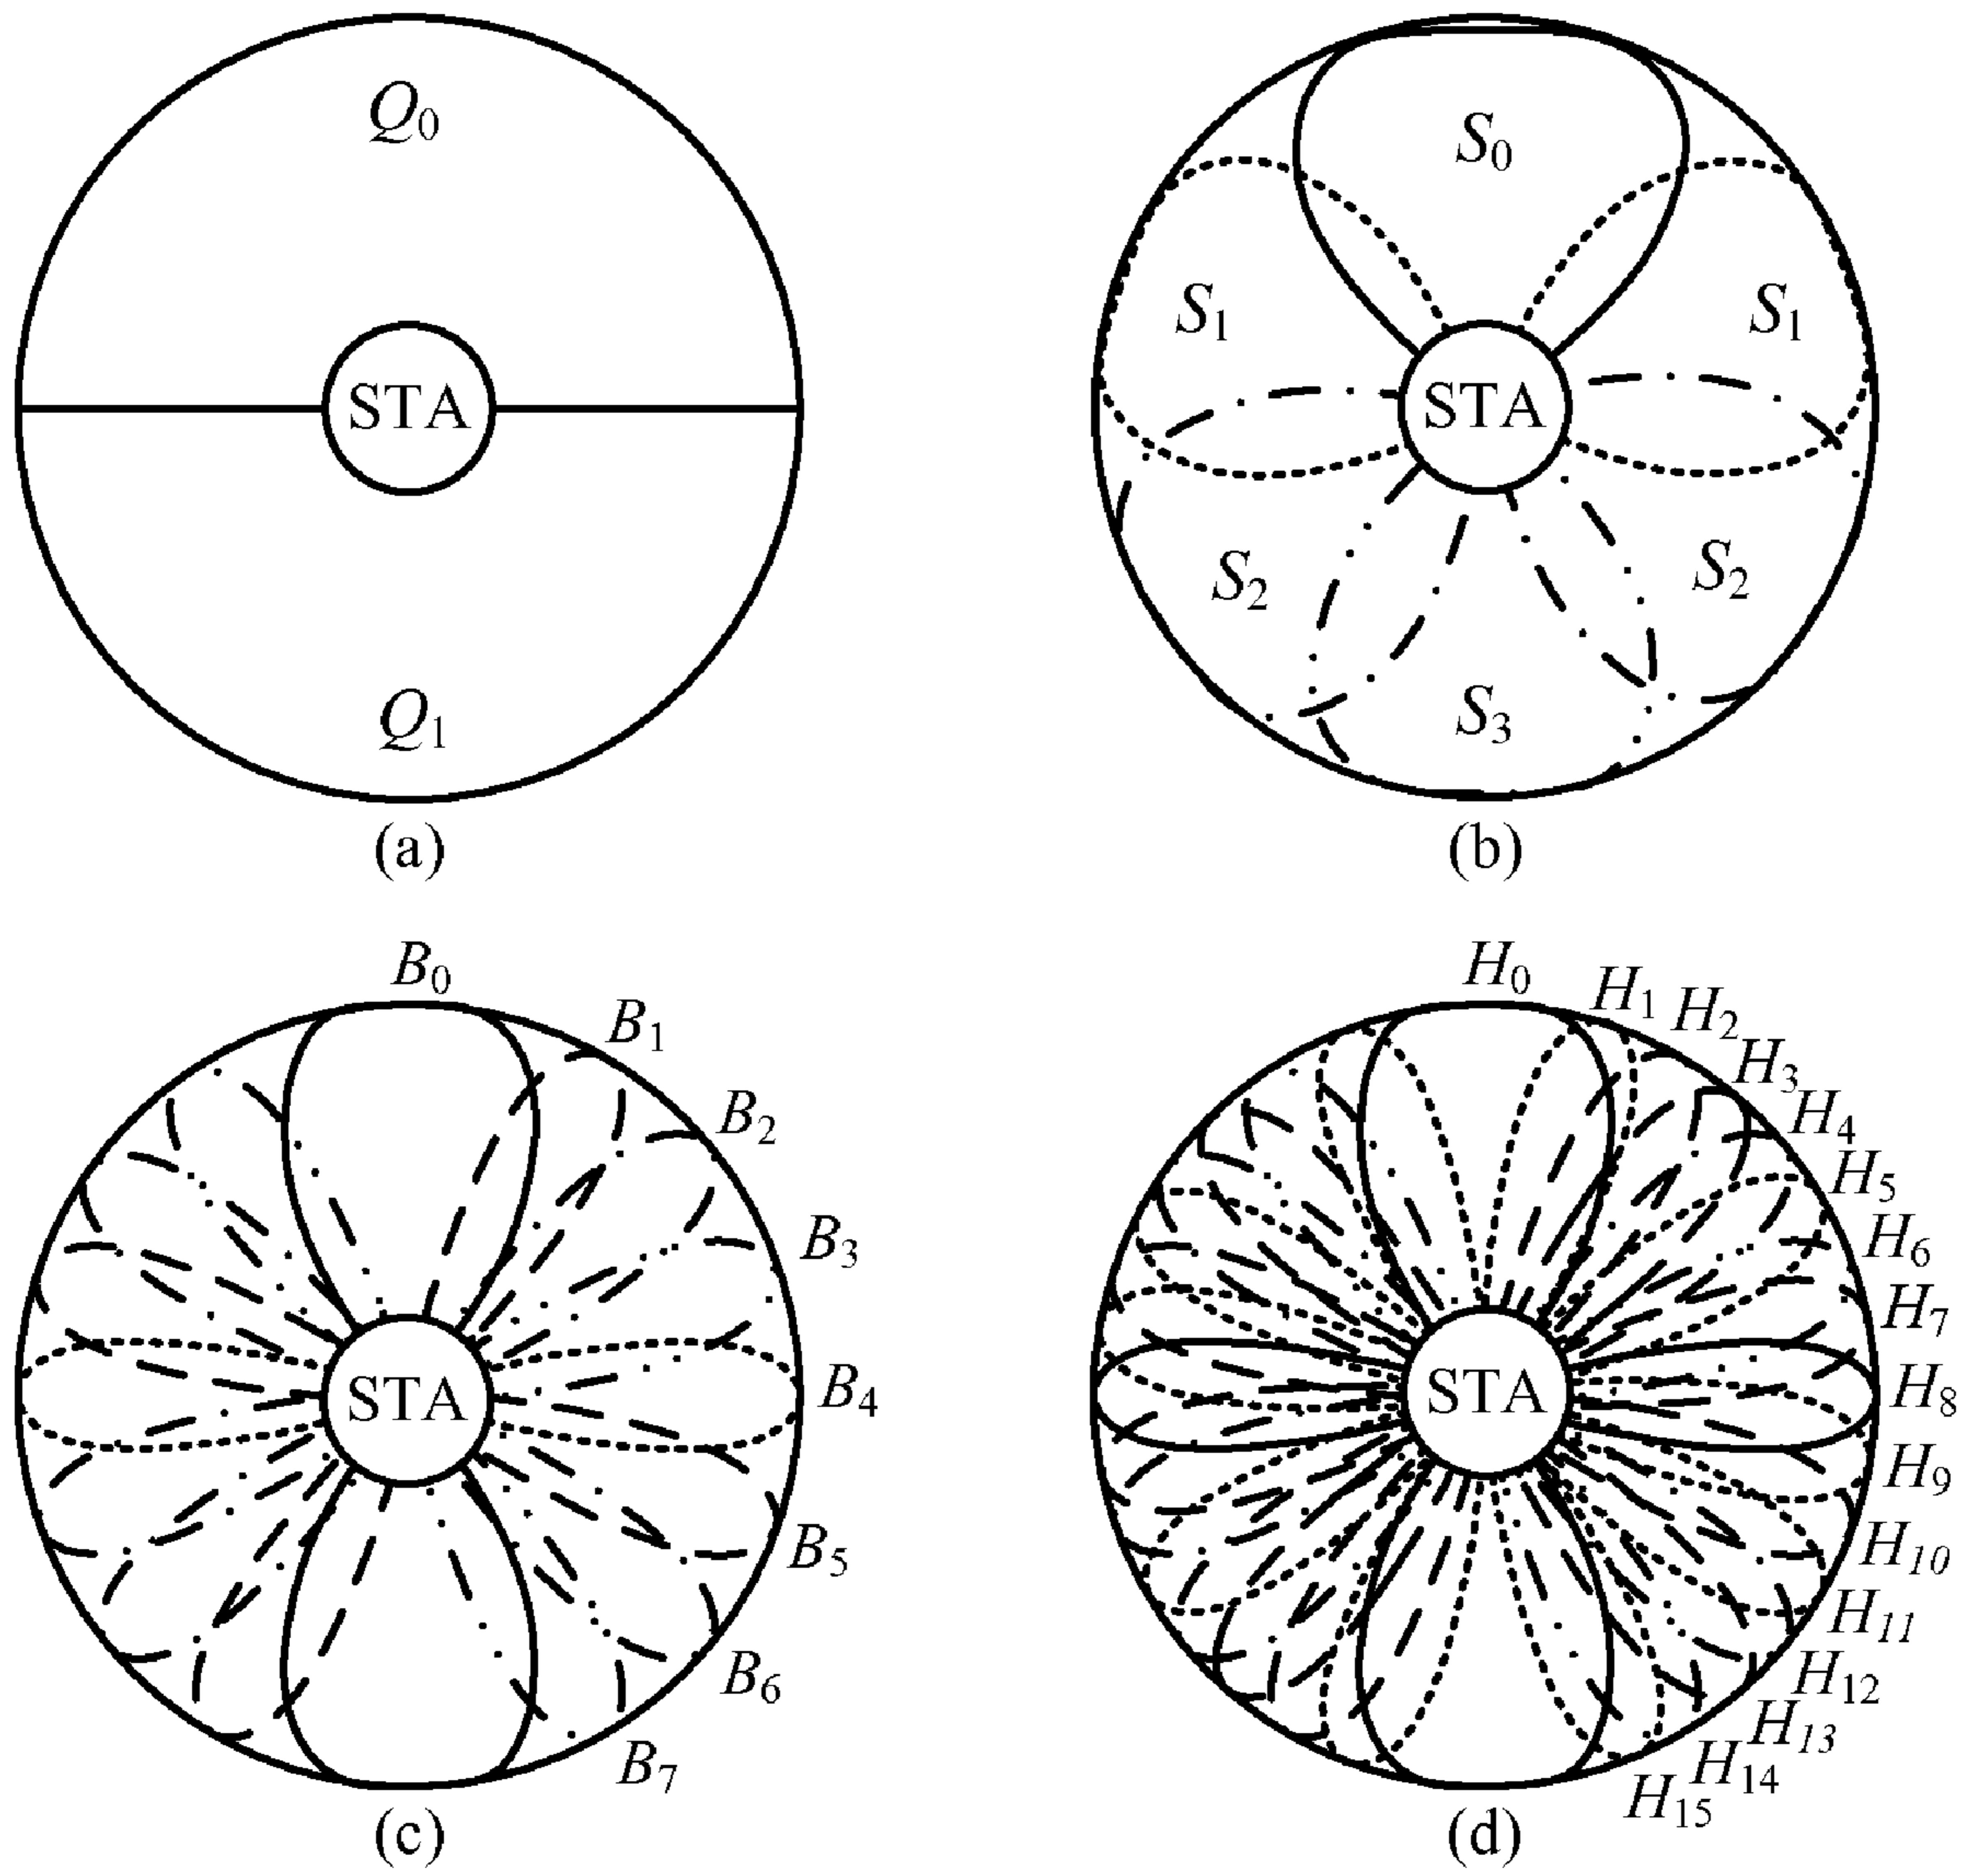 Q0
STA
Q1
(a)
S0
S1 S1
STA
S2 S2
S3
(b)
B0
B1
B2
B3
STA B4
B5
B6
B7
(c)
H0
H1
H2
H3
H4
H5
H6
H7
STA H8
H9
H10
H11
H12
H13
H14
H15
(d)